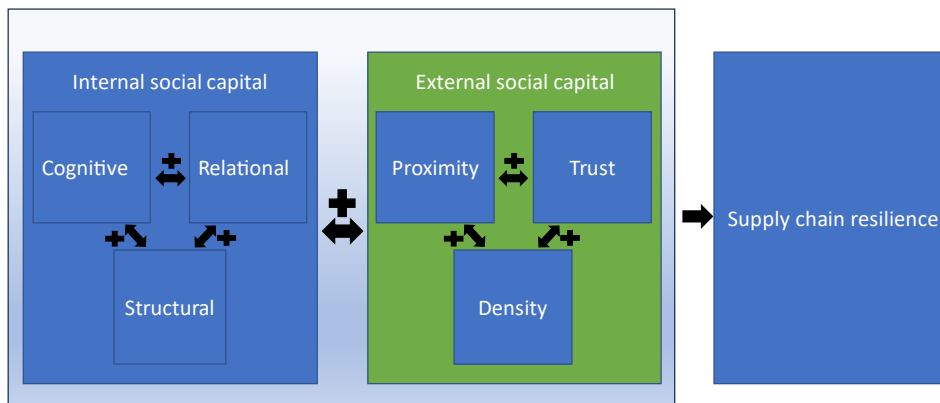 Internal social capital
External social capital
Cognitive
Relational
Proximity
Trust
Supply chain resilience
Structural
Density